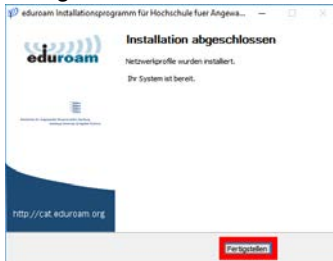 eduroam Installationsprogramm für Hochschule fuer Angewa...
eduroam
Installation abgeschlossen
Netzwerkprofile wurden installiert.
Ihr System ist bereit.
http://cat.eduroam.org
Fertigstellen